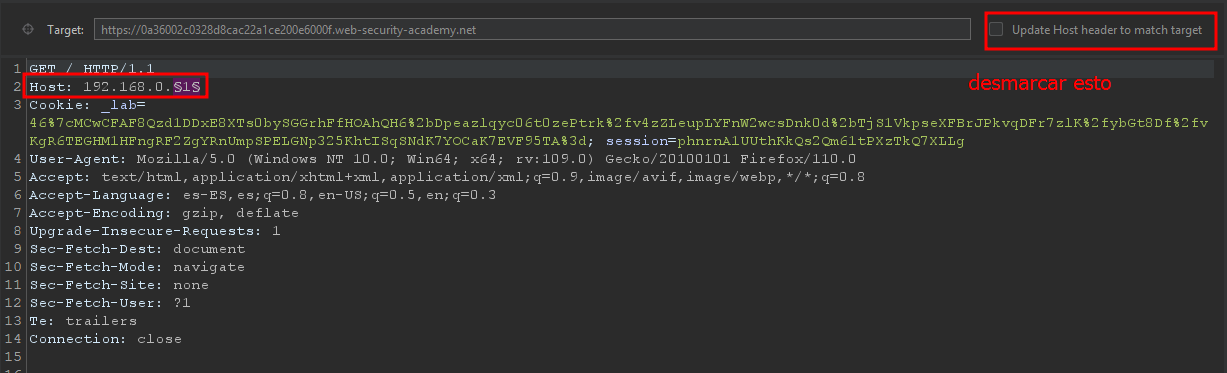 Target: https://0a36002c0328d8cac22a1ce200e6000f.web-security-academy.net Update Host header to match target
1 GET / HTTP/1.1
desmarcar esto
2 Host: 192.168.0.§1§
3 Cookie: _lab=
46%7cMCwCFAF8Qzd1DDxE8XTs0bySGGrhFfHOAhQH6%2bDpeazlqyc06t0zePtrk%2fv4zZLeupLYFnW2wcsDnk0d%2bTjS1VkpseXFBrJPkvqDFr7zlK%2fybGt8Df%2fv
KgR6TEGHM1HFngRF2ZgYRnUmpSPELGNp325KhtISqSNdK7YOCaK7EVF95TA%3d; session=phnrnAlUUthKkQs2Qm6ltPXzTkQ7XLLg
4 User-Agent: Mozilla/5.0 (Windows NT 10.0; Win64; x64; rv:109.0) Gecko/20100101 Firefox/110.0
5 Accept: text/html,application/xhtml+xml,application/xml;q=0.9,image/avif,image/webp,*/*;q=0.8
6 Accept-Language: es-ES,es;q=0.8,en-US;q=0.5,en;q=0.3
7 Accept-Encoding: gzip, deflate
8 Upgrade-Insecure-Requests: 1
9 Sec-Fetch-Dest: document
10 Sec-Fetch-Mode: navigate
11 Sec-Fetch-Site: none
12 Sec-Fetch-User: ?1
13 Te: trailers
14 Connection: close
15
16